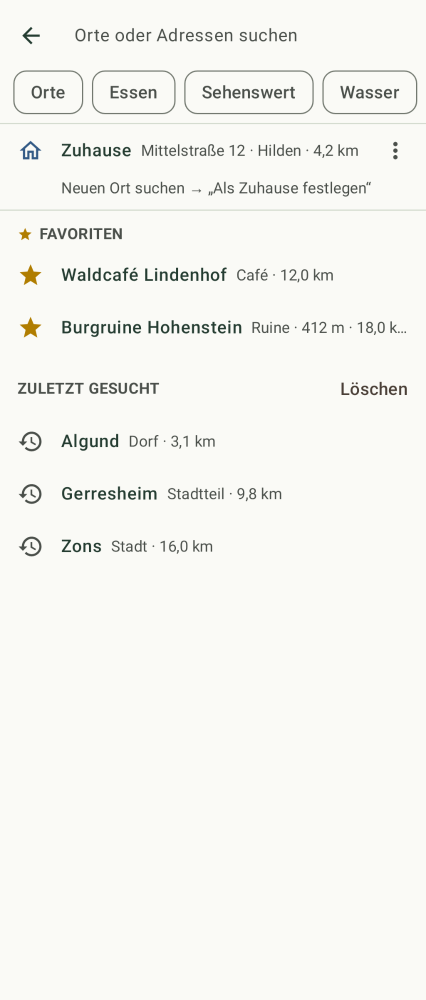 Orte oder Adressen suchen
Orte Essen Sehenswert Wasser
Zuhause Mittelstraße 12 · Hilden · 4,2 km
Neuen Ort suchen → „Als Zuhause festlegen“
FAVORITEN
Waldcafé Lindenhof Café · 12,0 km
Burgruine Hohenstein Ruine · 412 m · 18,0 k…
ZULETZT GESUCHT Löschen
Algund Dorf · 3,1 km
Gerresheim Stadtteil · 9,8 km
Zons Stadt · 16,0 km